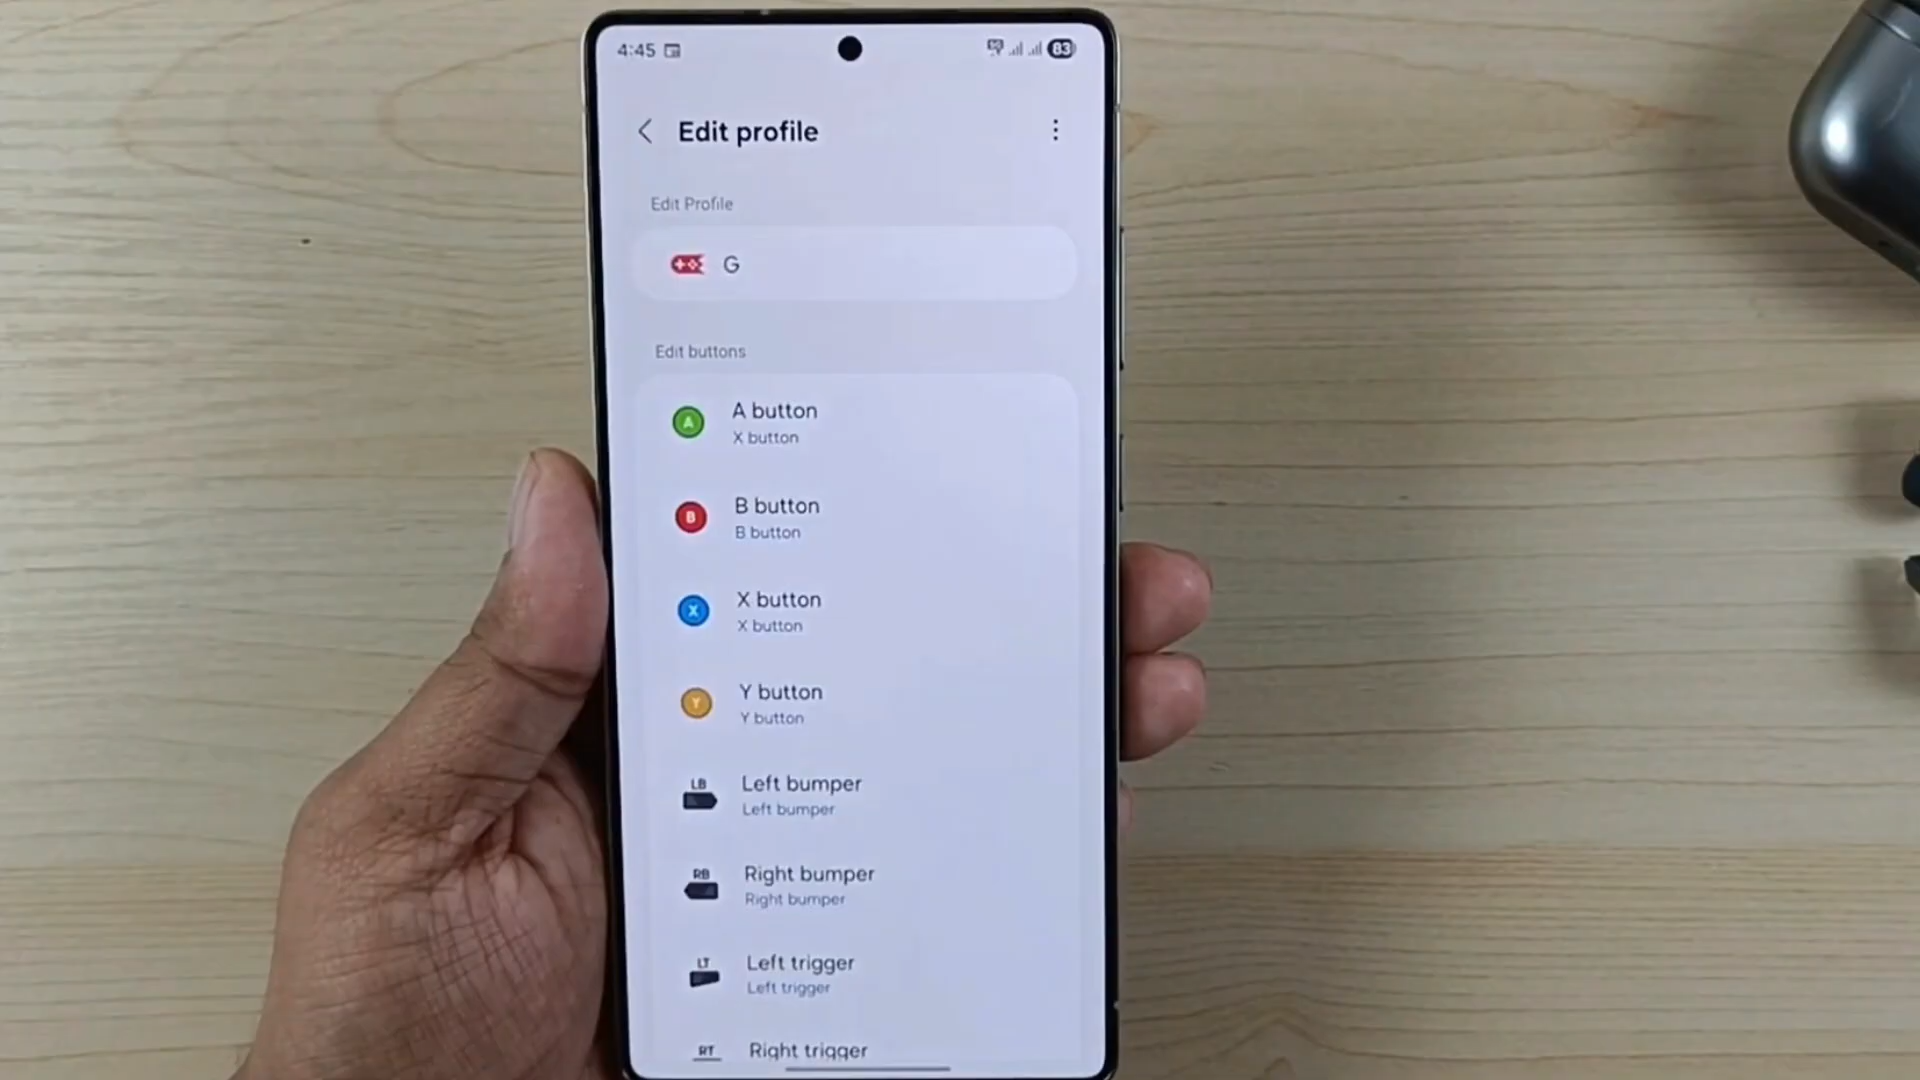 4:45
83
Edit profile
Edit Profile
G
Edit buttons
A
A button
X button
B
B button
B button
X
X button
X button
Y
Y button
Y button
LB
Left bumper
Left bumper
RB
Right bumper
Right bumper
LT
Left trigger
Left trigger
RT
Right trigger